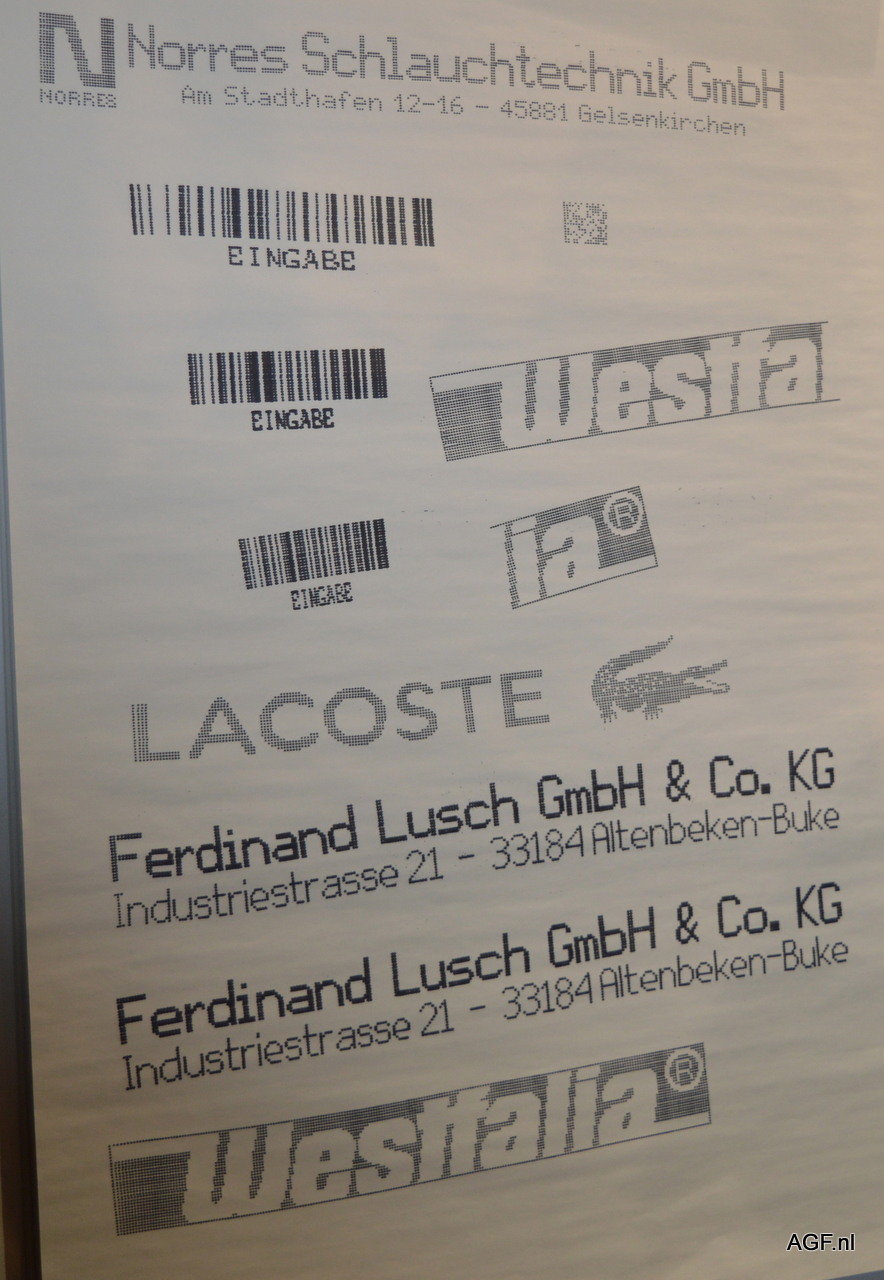 Norres Schlauchtechnik GmbH
NORRES
Am Stadthafen 12-16 - 45881 Gelsenkirchen
EINGABE
EINGABE
Westfa
EINGABE
ia®
LACOSTE
Ferdinand Lusch GmbH & Co. KG
Industriestrasse 21 - 33184 Altenbeken-Buke
Ferdinand Lusch GmbH & Co. KG
Industriestrasse 21 - 33184 Altenbeken-Buke
Westfalia®
AGF.nl